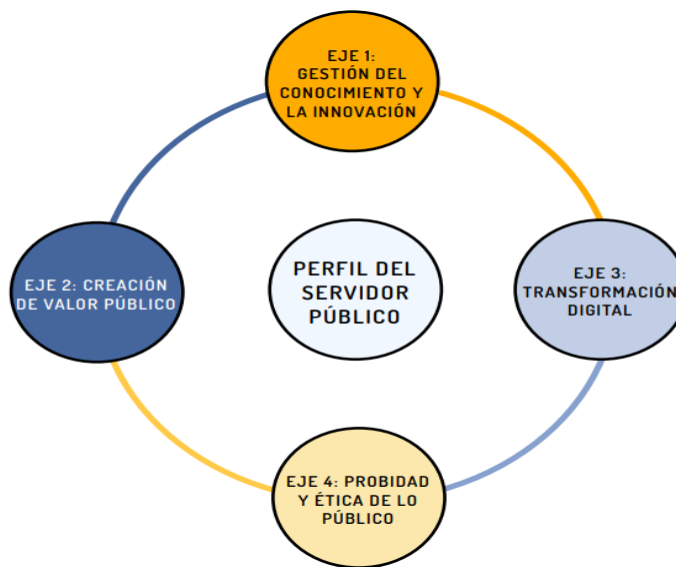 EJE 1:
GESTIÓN DEL
CONOCIMIENTO Y
LA INNOVACIÓN
EJE 2: CREACIÓN
DE VALOR PÚBLICO
PERFIL DEL
SERVIDOR
PÚBLICO
EJE 3:
TRANSFORMACIÓN
DIGITAL
EJE 4: PROBIDAD
Y ÉTICA DE LO
PÚBLICO